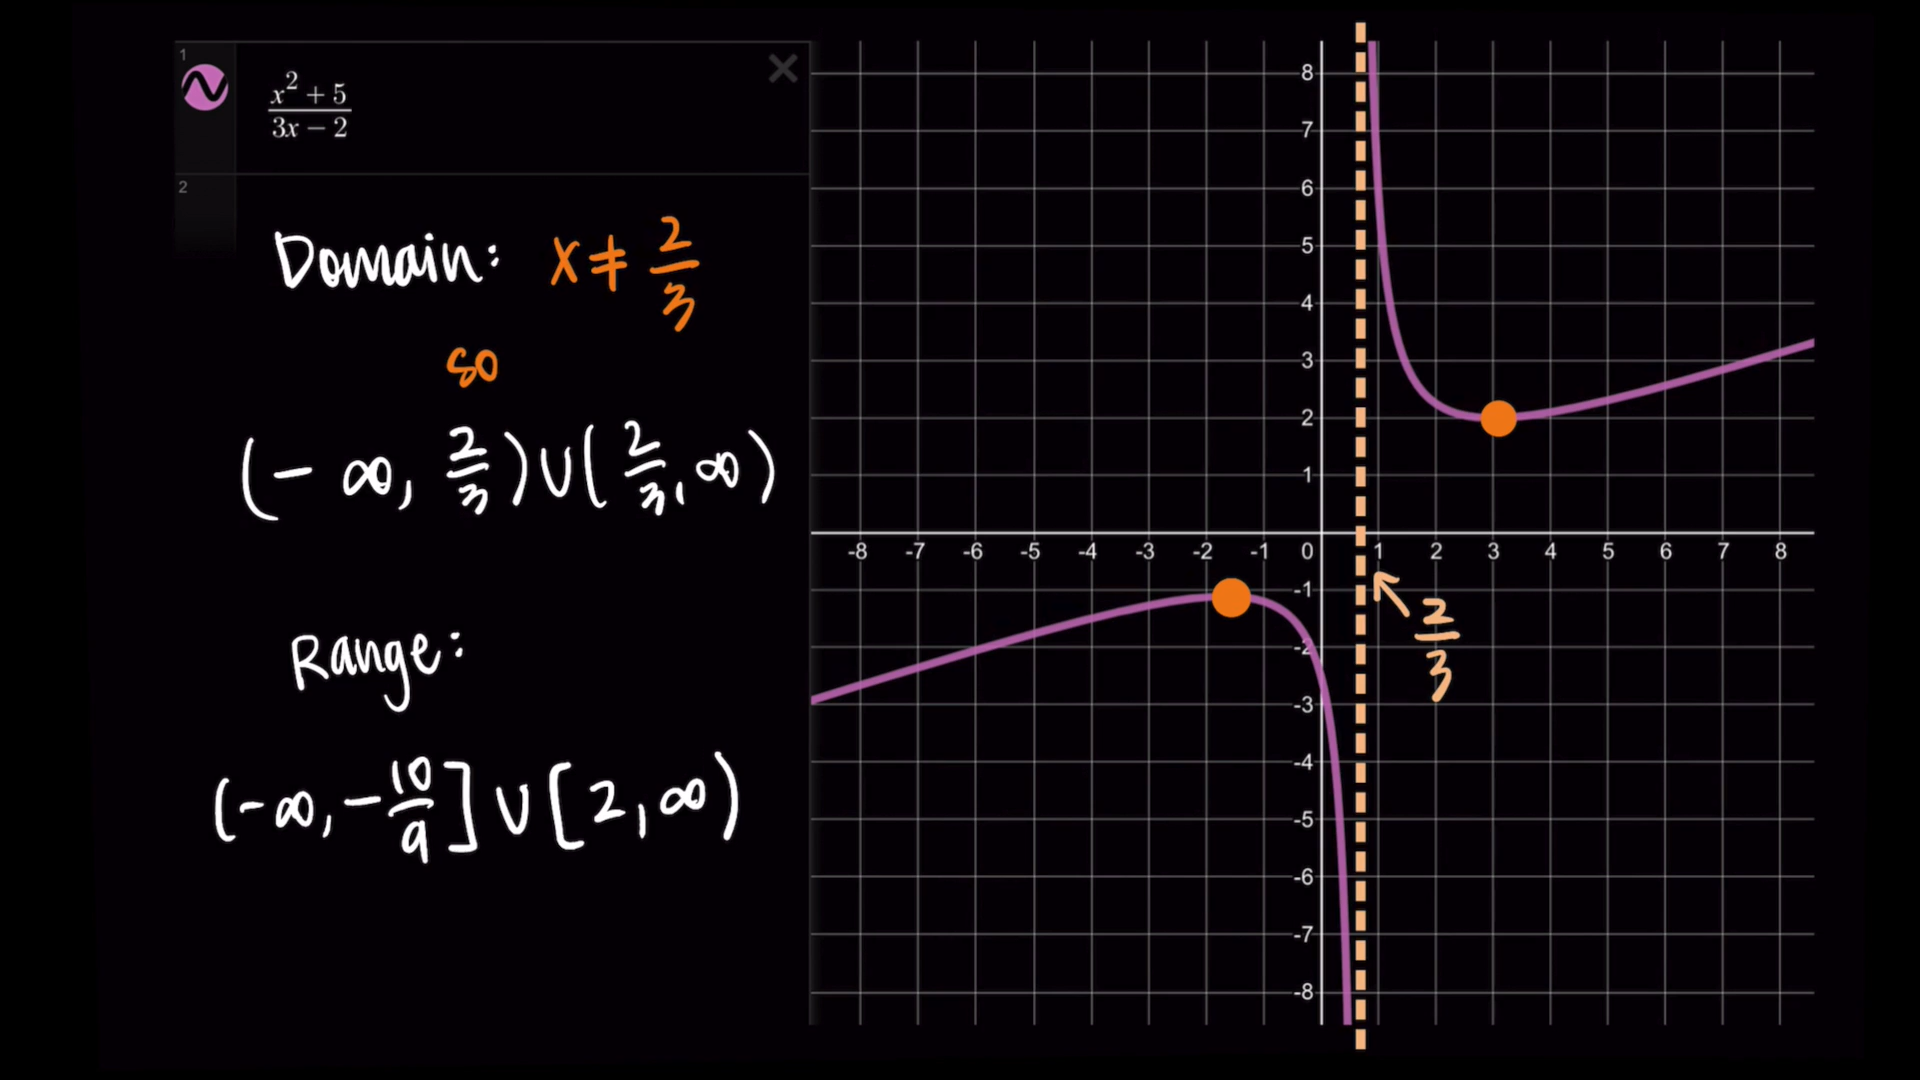 1
x² + 5
3x − 2
2
Domain: x ≠ 2/3
so
(-∞, 2/3) ∪ (2/3, ∞)
Range:
(-∞, -10/9] ∪ [2, ∞)
8
7
6
5
4
3
2
1
-8 -7 -6 -5 -4 -3 -2 -1 0 1 2 3 4 5 6 7 8
-1
2/3
-2
-3
-4
-5
-6
-7
-8